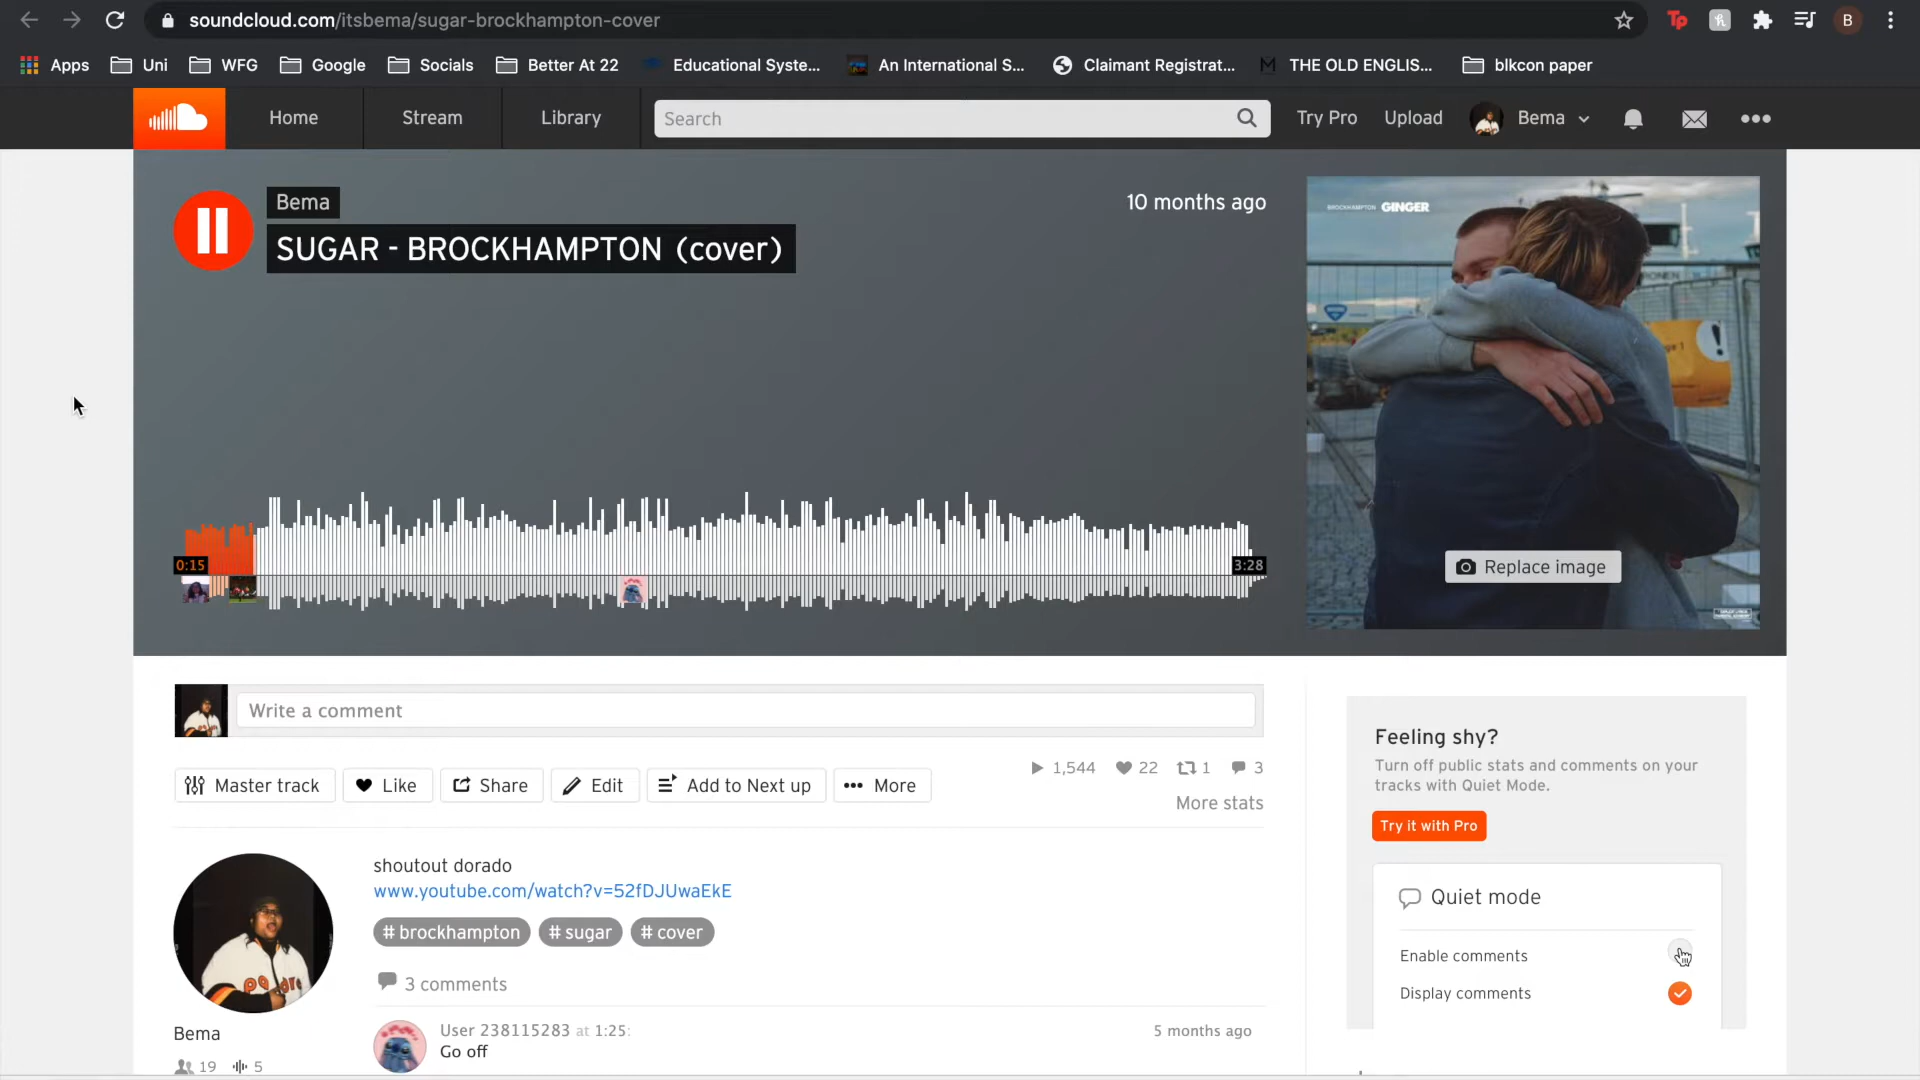 soundcloud.com/itsbema/sugar-brockhampton-cover
Tp
B
Apps
Uni
WFG
Google
Socials
Better At 22
Educational Syste...
An International S...
Claimant Registrat...
THE OLD ENGLIS...
blkcon paper
Home
Stream
Library
Search
Try Pro
Upload
Bema
Bema
SUGAR - BROCKHAMPTON (cover)
10 months ago
BROCKHAMPTON GINGER
0:15
3:28
Replace image
Write a comment
Master track
Like
Share
Edit
Add to Next up
More
1,544
22
1
3
More stats
Feeling shy?
Turn off public stats and comments on your
tracks with Quiet Mode.
Try it with Pro
Quiet mode
Enable comments
Display comments
shoutout dorado
www.youtube.com/watch?v=52fDJUwaEkE
# brockhampton
# sugar
# cover
3 comments
User 238115283 at 1:25:
Go off
5 months ago
Bema
19
5